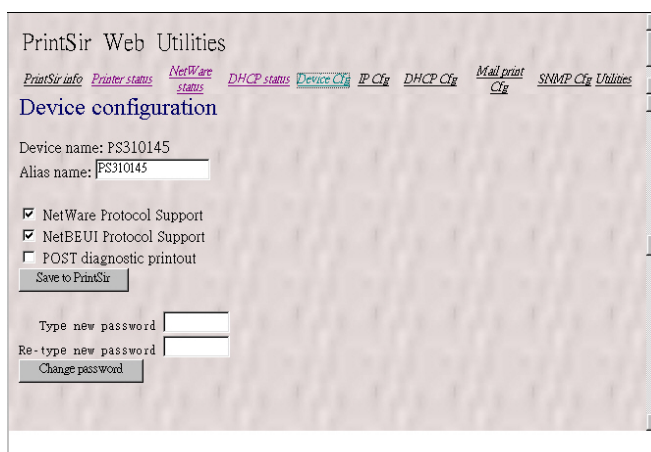 PrintSir Web Utilities
PrintSir info Printer status NetWare status DHCP status Device Cfg IP Cfg DHCP Cfg Mail print Cfg SNMP Cfg Utilities
Device configuration
Device name: PS310145
Alias name: PS310145
NetWare Protocol Support
NetBEUI Protocol Support
POST diagnostic printout
Save to PrintSir
Type new password
Re-type new password
Change password